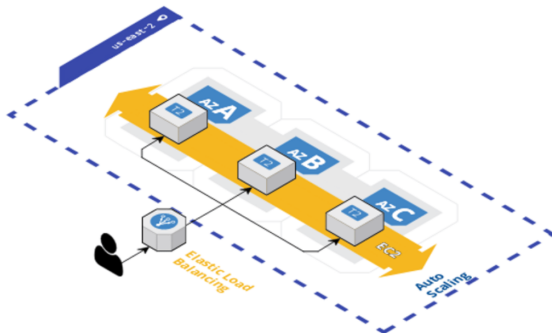 us-east-2
T2
AZ A
T2
AZ B
T2
AZ C
EC2
Elastic Load
Balancing
Auto
Scaling